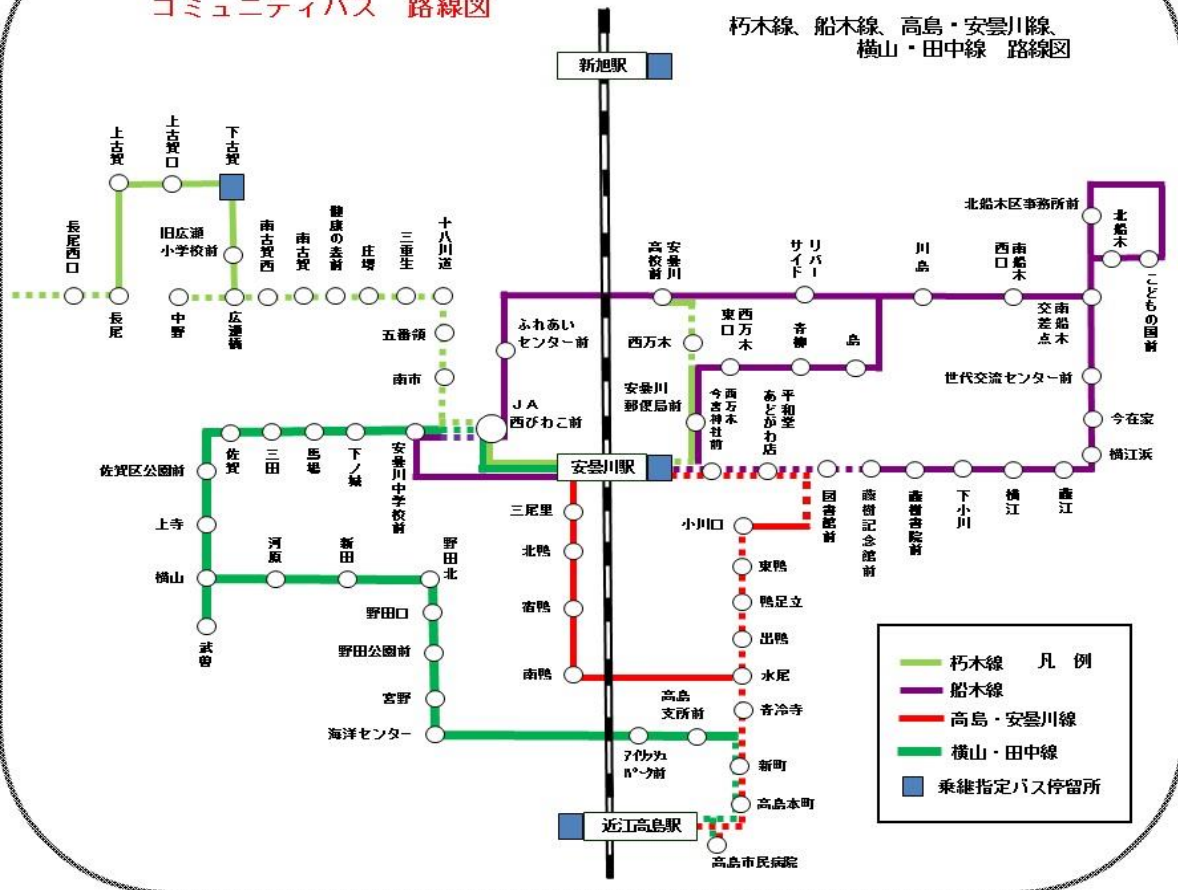 コミュニティバス 路線図
朽木線、船木線、高島・安曇川線、
横山・田中線 路線図
新旭駅
上古賀
上古賀口
下古賀
長尾西口
旧広瀬
小学校前
南古賀西
南古賀
健康の森前
庄堺
三重生
十八川道
長尾
中野
広瀬橋
五番領
南市
安曇川
高校前
リバー
サイド
川島
南船木
西口
北船木区事務所前
北船木
こどもの国前
南船木
交差点
ふれあい
センター前
西万木
西万木
東口
青柳
島
世代交流センター前
今在家
横江浜
安曇川
郵便局前
西万木
今宮神社前
平和堂
あどがわ店
JA
西びわこ前
佐賀
三田
馬場
下ノ城
安曇川中学校前
佐賀区公園前
安曇川駅
図書館前
藤樹記念館前
藤樹書院前
下小川
横江
藤江
上寺
横山
武曽
河原
新田
野田北
野田口
野田公園前
宮野
海洋センター
三尾里
北鴨
宿鴨
南鴨
小川口
東鴨
鴨足立
出鴨
水尾
音冷寺
高島
支所前
アイリッシュ
パーク前
新町
高島本町
近江高島駅
高島市民病院
凡 例
朽木線
船木線
高島・安曇川線
横山・田中線
乗継指定バス停留所